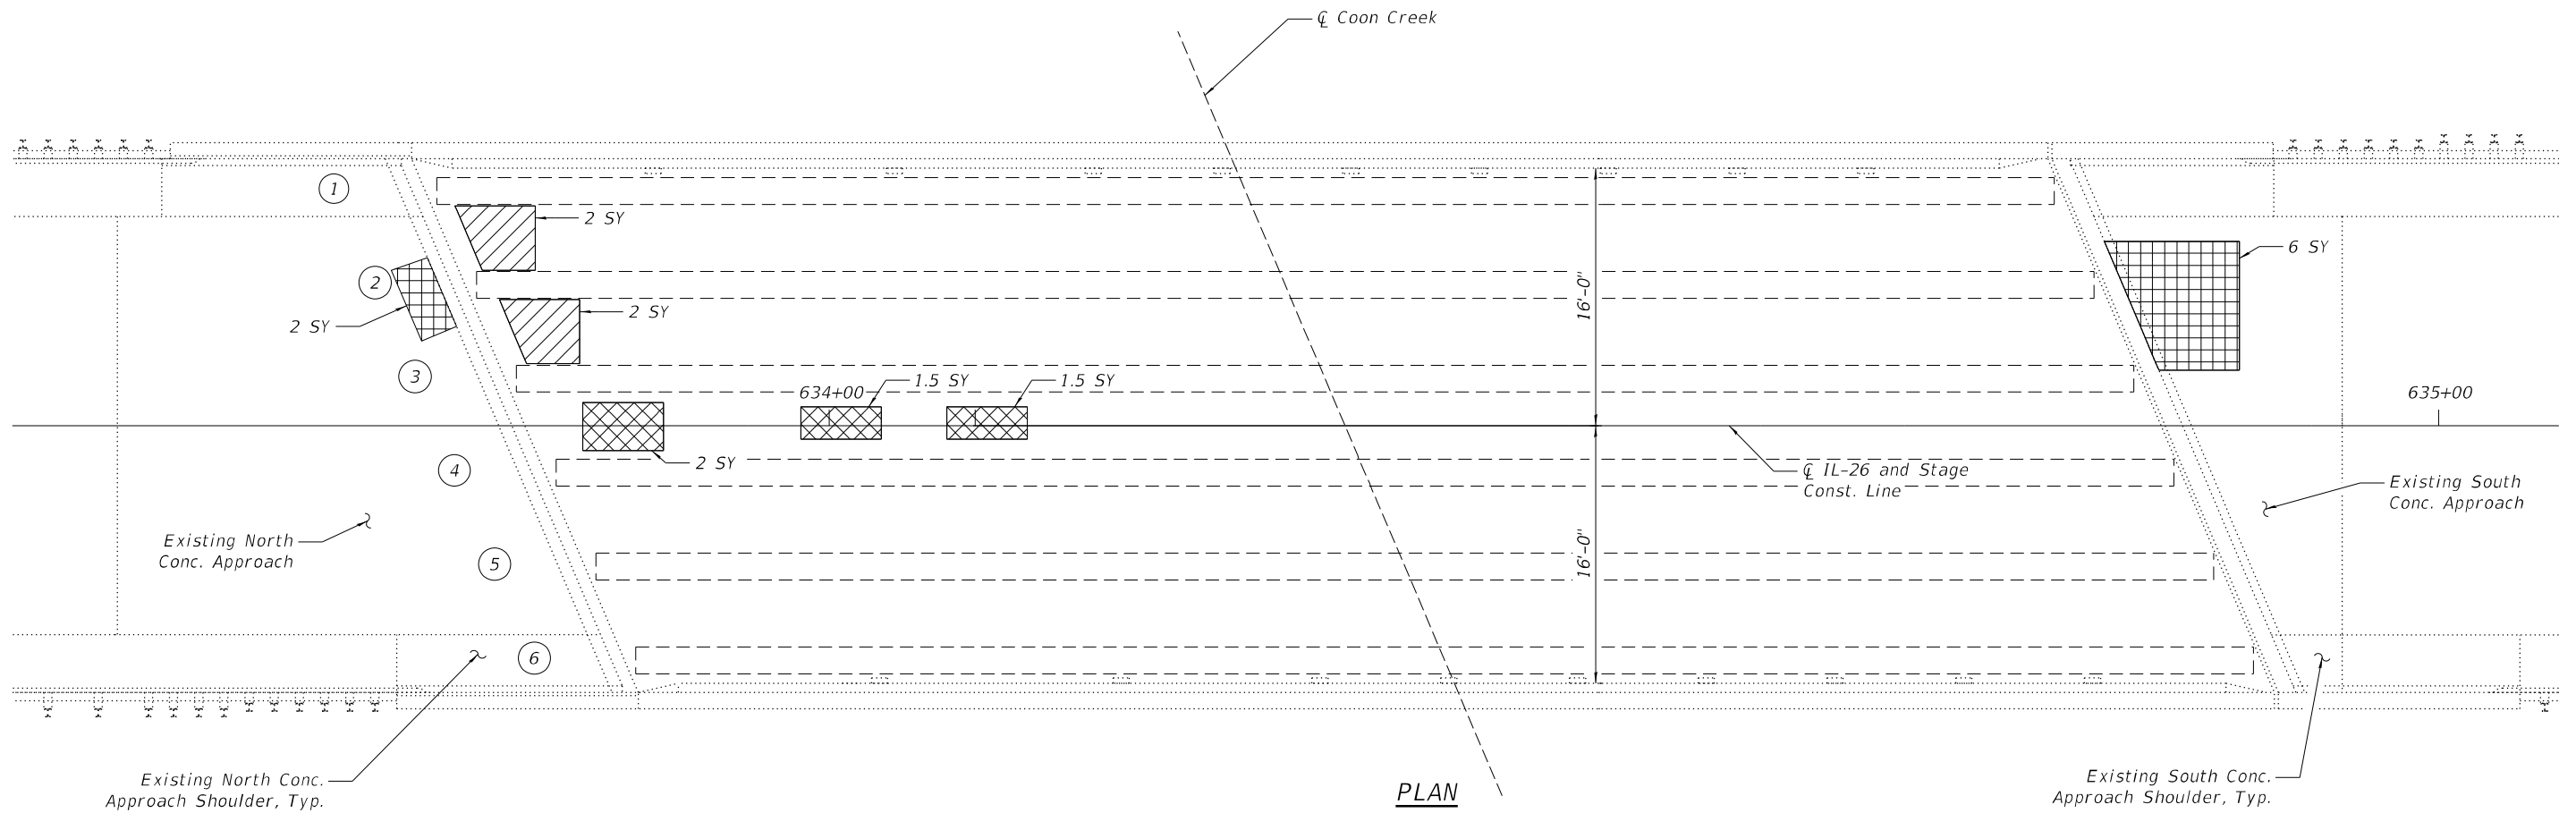 ℄ Coon Creek
1
2 SY
2
2 SY
2 SY
3
6 SY
16'-0"
634+00
1.5 SY
1.5 SY
635+00
2 SY
4
℄ IL-26 and Stage
Const. Line
Existing South
Conc. Approach
Existing North
Conc. Approach
5
16'-0"
6
Existing North Conc.
Approach Shoulder, Typ.
PLAN
Existing South Conc.
Approach Shoulder, Typ.